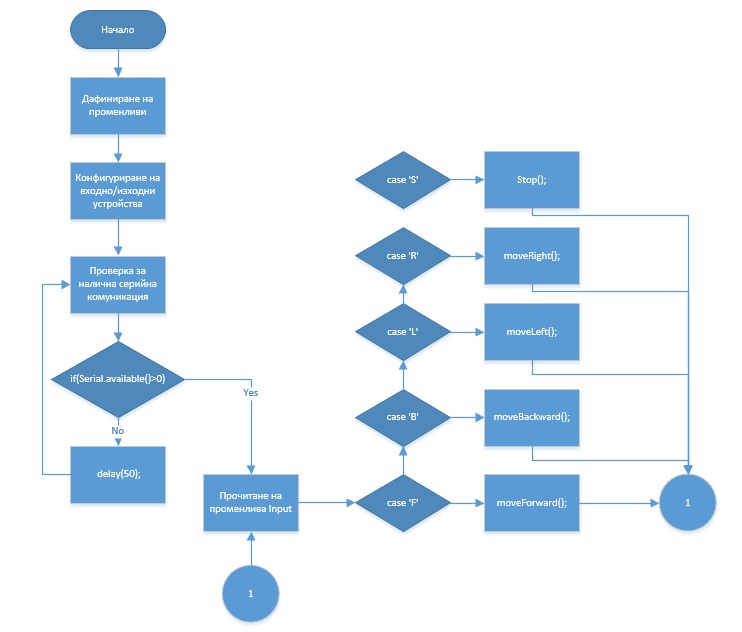 Начало
Дафиниране на
променливи
Конфигуриране на
входно/изходни
устройства
Проверка за
налична серийна
комуникация
if(Serial.available()>0)
Yes
No
delay(50);
Прочитане на
променлива Input
1
case 'S'
Stop();
case 'R'
moveRight();
case 'L'
moveLeft();
case 'B'
moveBackward();
case 'F'
moveForward();
1